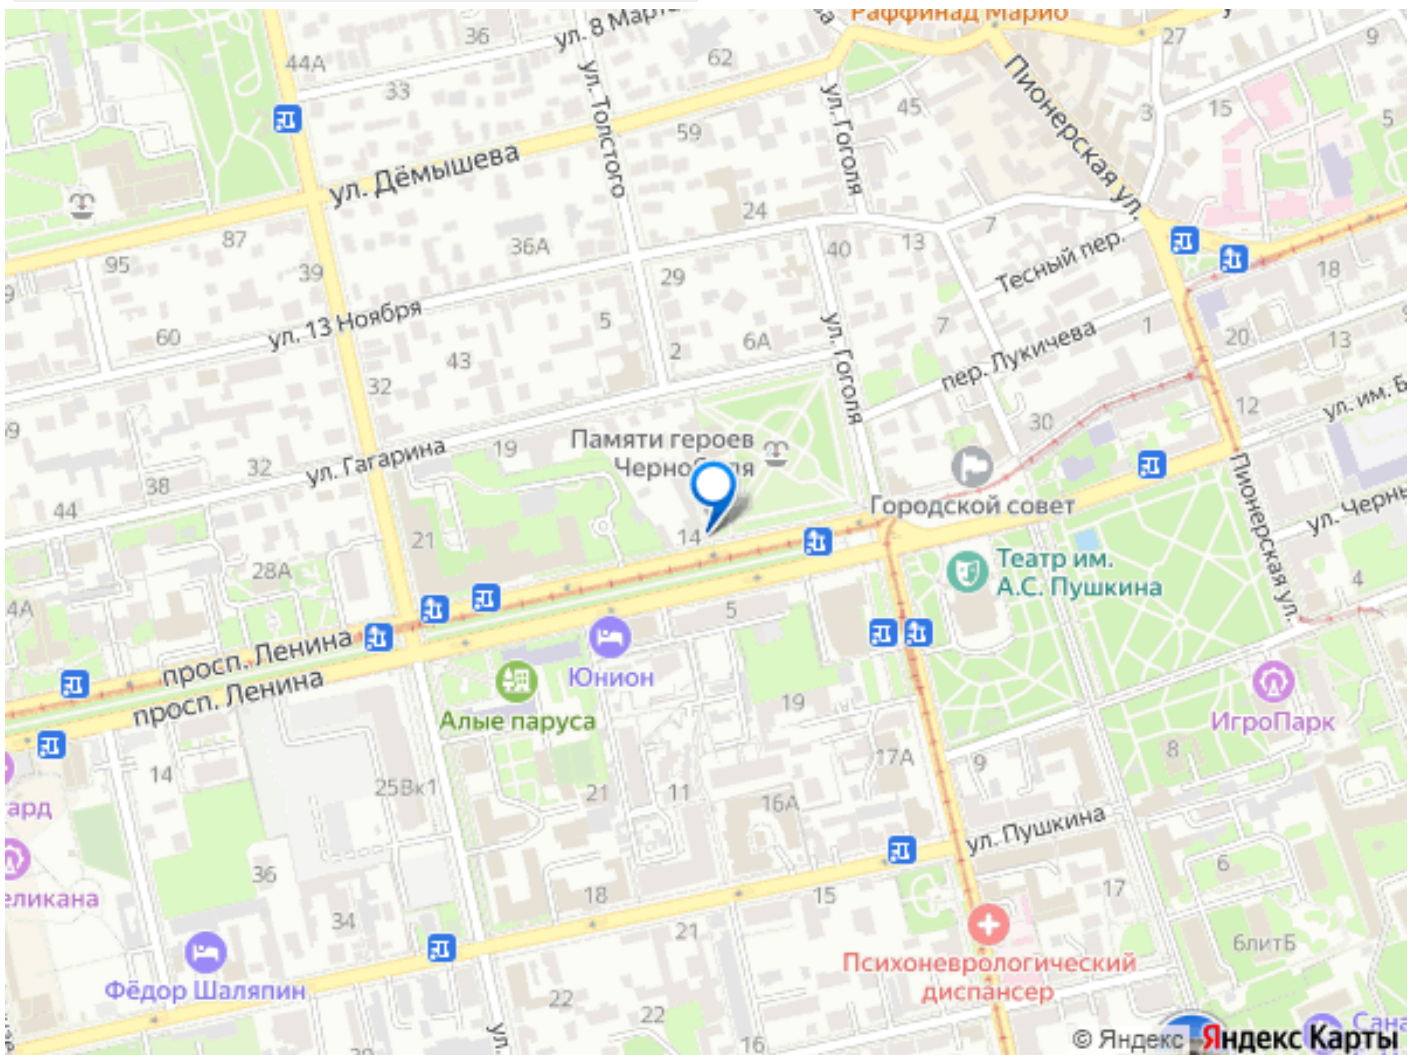 Раффинад Марио
36
ул. 8 Марта
27
9
44А
62
33
Пионерская ул.
45
3
15
5
ул. Толстого
59
ул. Гоголя
ул. Дёмышева
24
7
87
36А
40
13
95
39
29
Тесный пер.
18
9
ул. 13 Ноября
5
7
1
60
6А
20
13
43
2
ул. Гоголя
пер. Лукичева
32
12
ул. им. Б
30
19
Памяти героев
Чернобыля
32
ул. Гагарина
38
Городской совет
Пионерская ул.
44
14
ул. Черны
21
28А
Театр им.
А.С. Пушкина
4
4А
5
просп. Ленина
Юнион
просп. Ленина
19
Алые паруса
ИгроПарк
8
17А
9
14
25Вк1
21
11
16А
ард
ул. Пушкина
36
6
еликана
18
15
17
34
21
6литБ
Фёдор Шаляпин
Психоневрологический
диспансер
22
22
ул.
16
Сана
© Яндекс Яндекс Карты